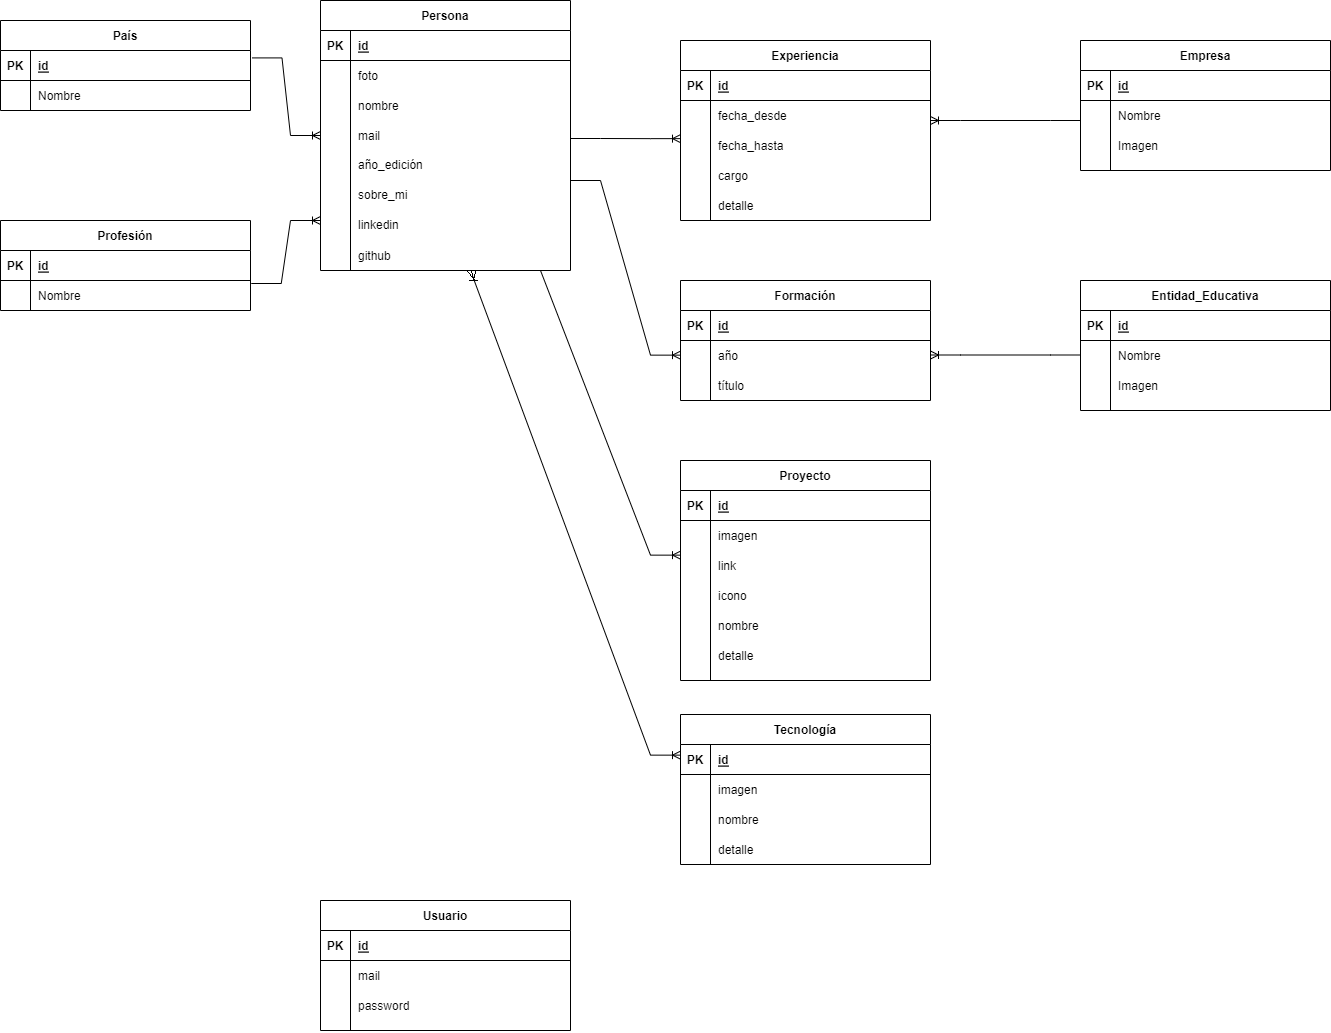 País
PK id
Nombre
Profesión
PK id
Nombre
Persona
PK id
foto
nombre
mail
año_edición
sobre_mi
linkedin
github
Experiencia
PK id
fecha_desde
fecha_hasta
cargo
detalle
Empresa
PK id
Nombre
Imagen
Formación
PK id
año
título
Entidad_Educativa
PK id
Nombre
Imagen
Proyecto
PK id
imagen
link
icono
nombre
detalle
Tecnología
PK id
imagen
nombre
detalle
Usuario
PK id
mail
password